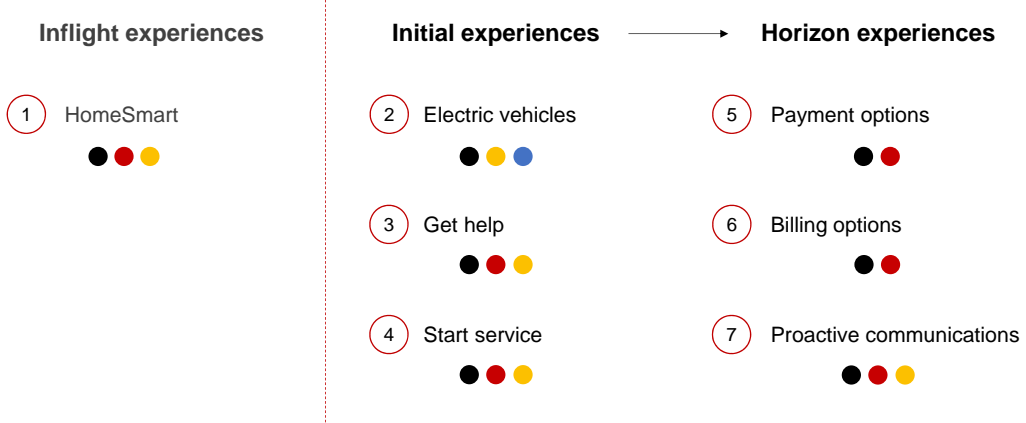 Inflight experiences
Initial experiences
Horizon experiences
1 HomeSmart
2 Electric vehicles
5 Payment options
3 Get help
6 Billing options
4 Start service
7 Proactive communications